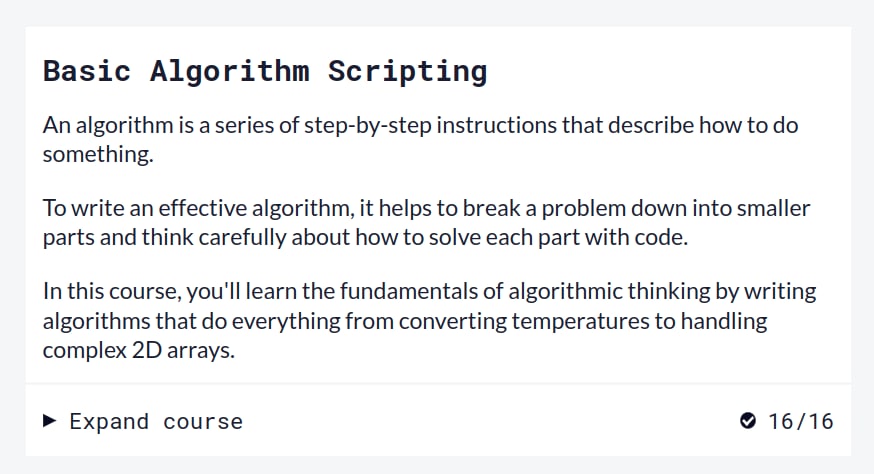 Basic Algorithm Scripting
An algorithm is a series of step-by-step instructions that describe how to do
something.
To write an effective algorithm, it helps to break a problem down into smaller
parts and think carefully about how to solve each part with code.
In this course, you'll learn the fundamentals of algorithmic thinking by writing
algorithms that do everything from converting temperatures to handling
complex 2D arrays.
Expand course 16/16